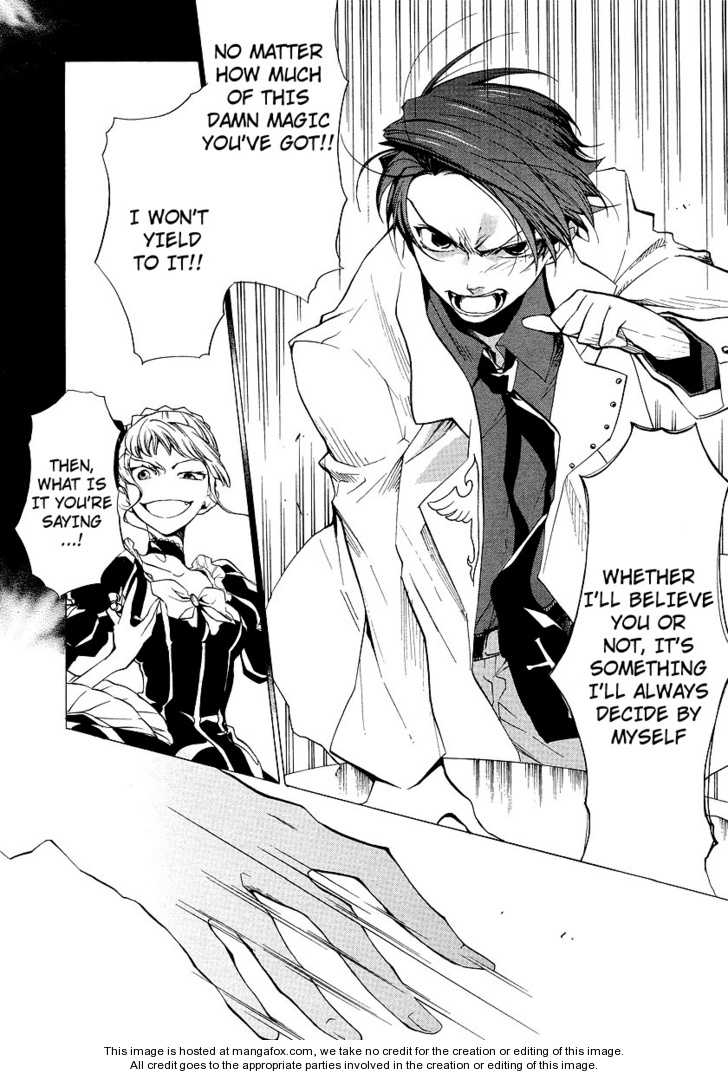 WHETHER
I'LL BELIEVE
YOU OR
NOT, IT'S
SOMETHING
I'LL ALWAYS
DECIDE BY
MYSELF
NO MATTER
HOW MUCH
OF THIS
DAMN MAGIC
YOU'VE GOT!!
I WON'T
YIELD
TO IT!!
THEN,
WHAT IS
IT YOU'RE
SAYING
...!
This image is hosted at mangafox.com, we take no credit for the creation or editing of this image.
All credit goes to the appropriate parties involved in the creation or editing of this image.